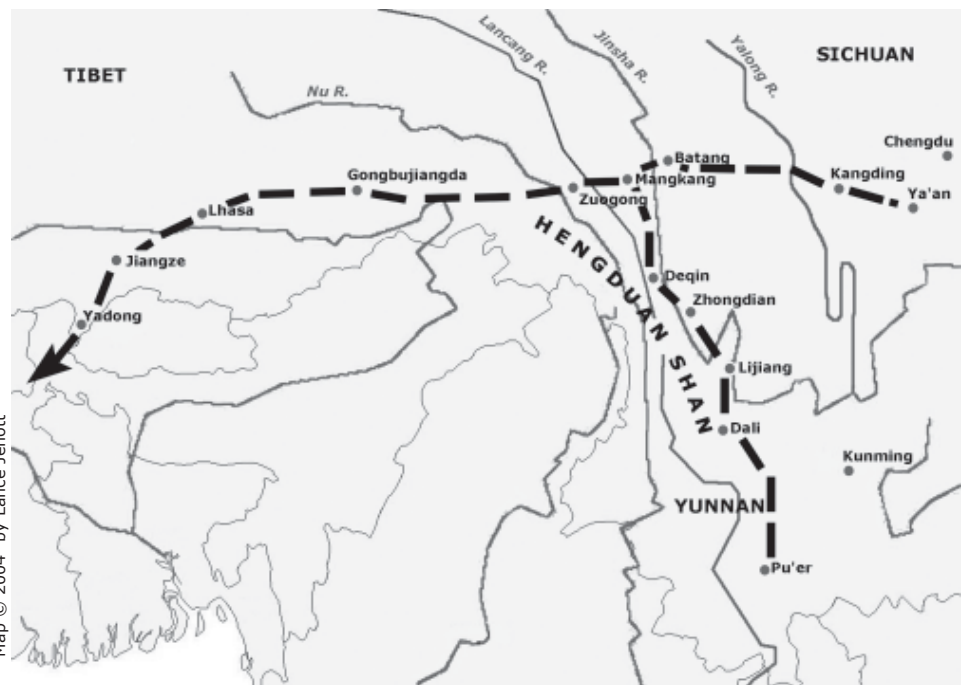 TIBET
SICHUAN
Lancang R.
Jinsha R.
Yalong R.
Nu R.
Chengdu
Batang
Gongbujiangda
Mangkang
Kangding
Ya'an
Zuogong
Lhasa
HENGDUAN SHAN
Jiangze
Deqin
Zhongdian
Yadong
Lijiang
Dali
Kunming
YUNNAN
Pu'er
Map © 2004 by Lance Jenott